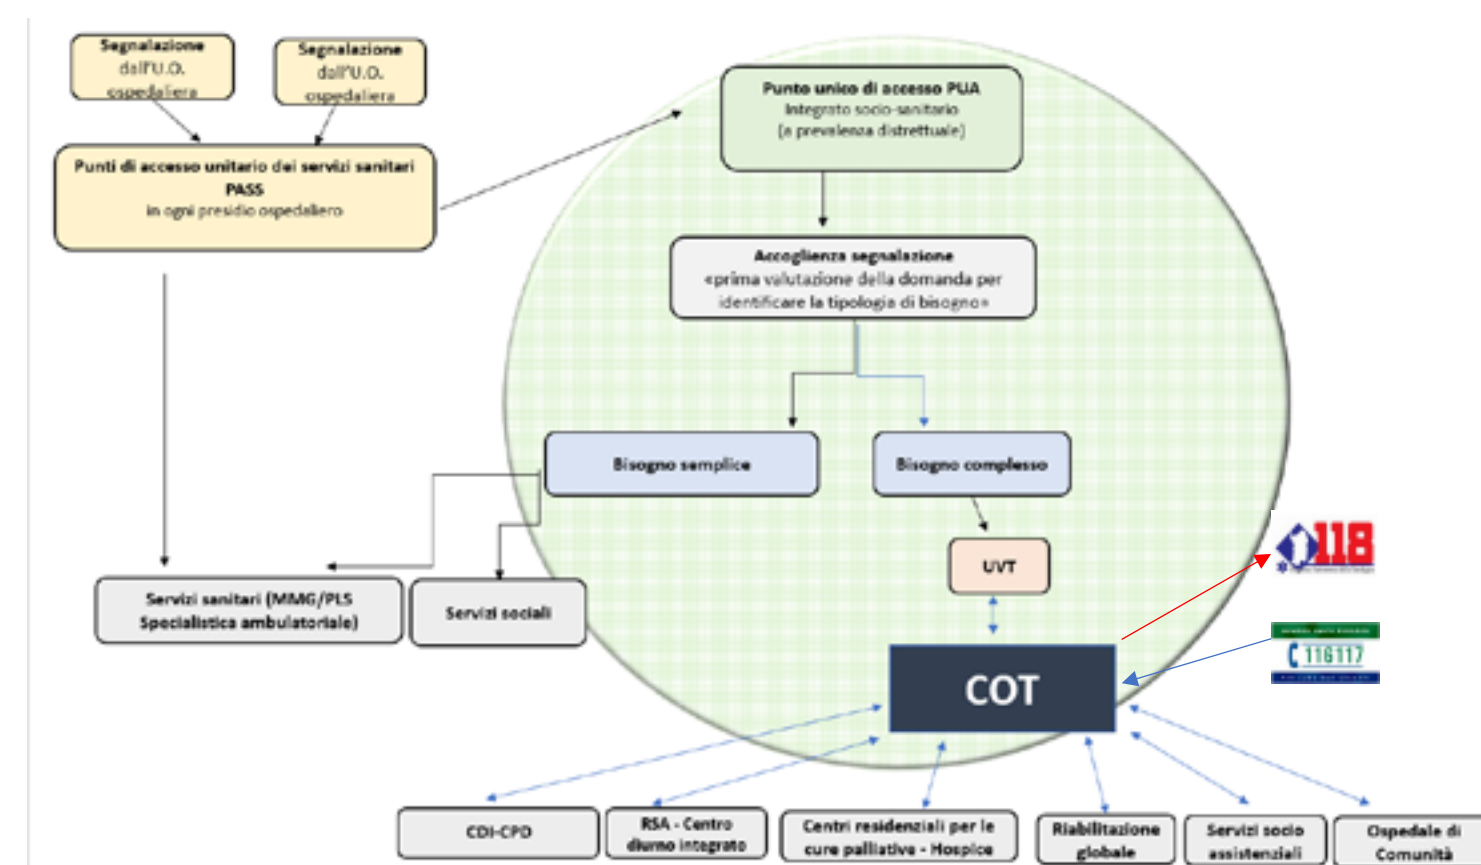 Segnalazione
dall'U.O.
ospedaliera
Segnalazione
dall'U.O.
ospedaliera
Punti di accesso unitario dei servizi sanitari
PASS
in ogni presidio ospedaliero
Punto unico di accesso PUA
Integrato socio-sanitario
(a prevalenza distrettuale)
Accoglienza segnalazione
«prima valutazione della domanda per
identificare la tipologia di bisogno»
Bisogno semplice
Bisogno complesso
UVT
118
Servizi sanitari (MMG/PLS
Specialistica ambulatoriale)
Servizi sociali
116117
COT
CDI-CPD
RSA - Centro
diurno integrato
Centri residenziali per le
cure palliative - Hospice
Riabilitazione
globale
Servizi socio
assistenziali
Ospedale di
Comunità